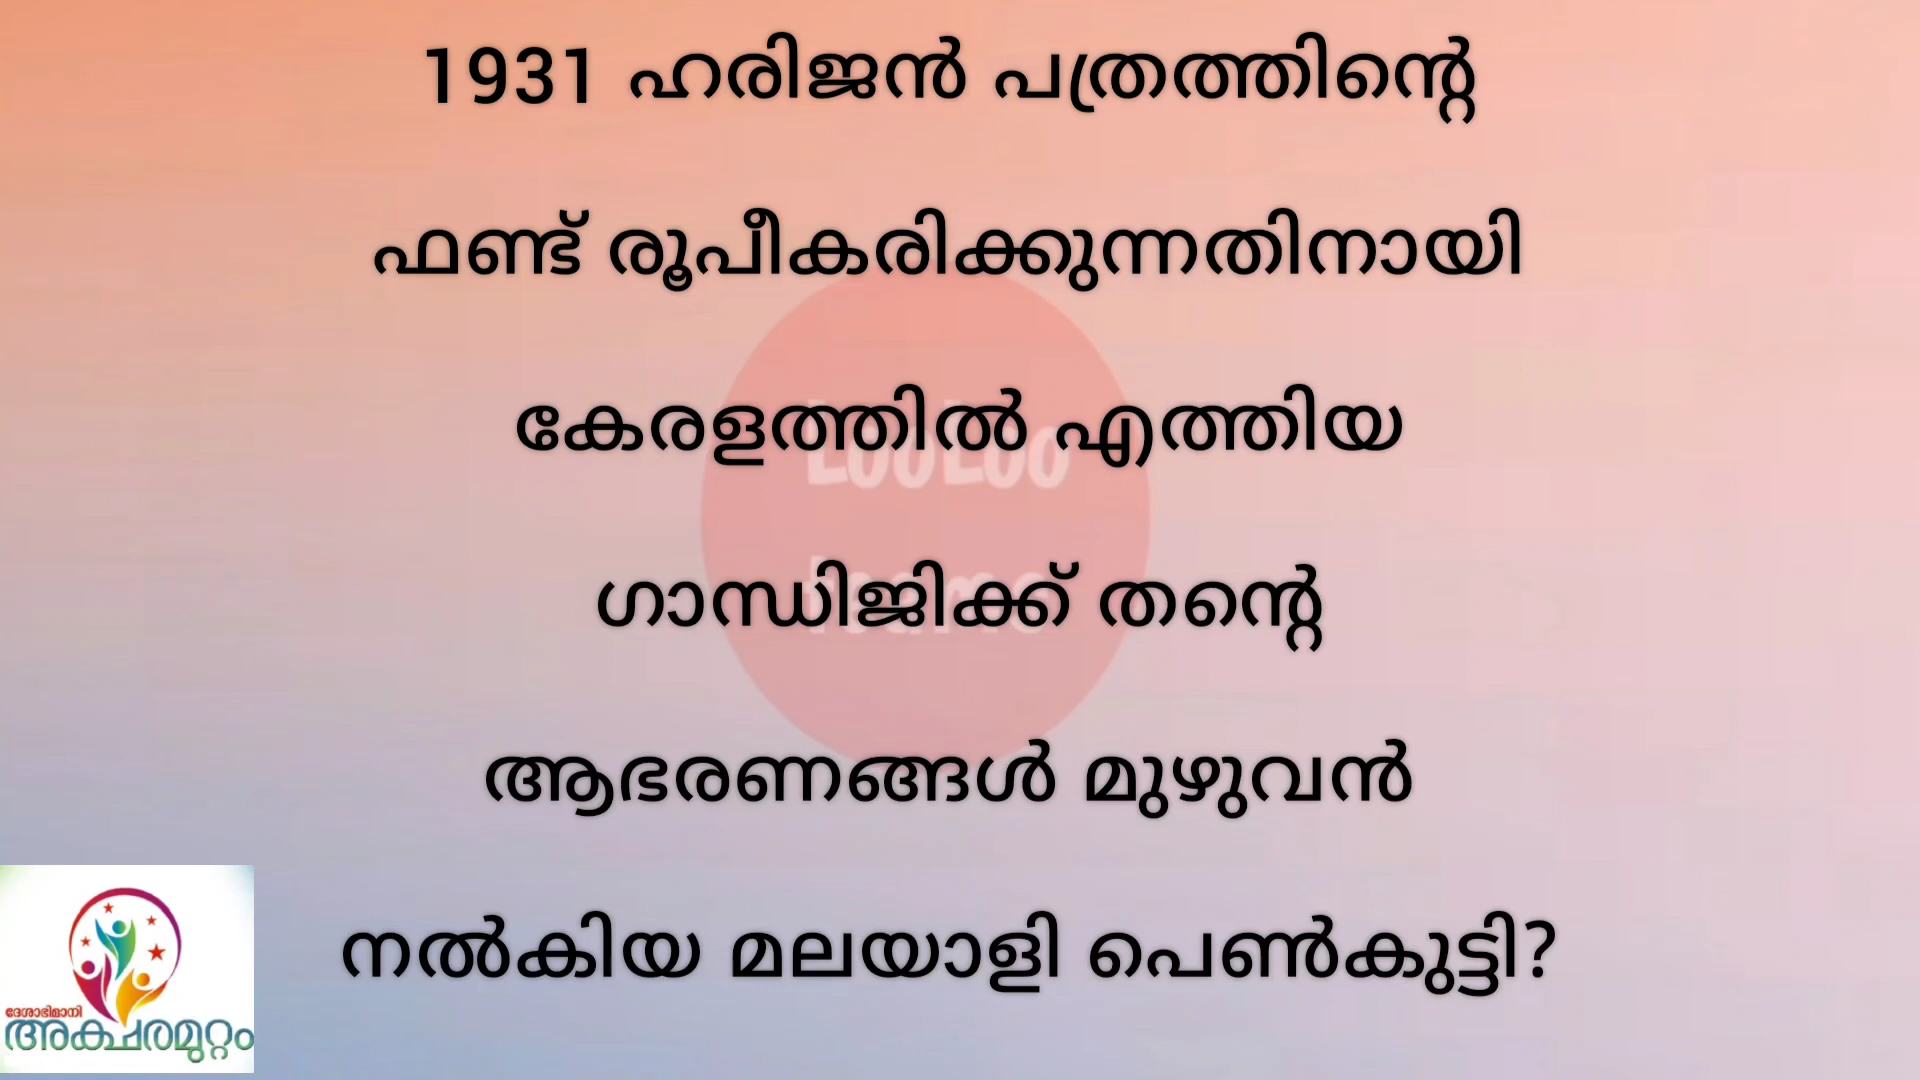 1931 ഹരിജൻ പത്രത്തിന്റെ
ഫണ്ട് രൂപീകരിക്കുന്നതിനായി
കേരളത്തിൽ എത്തിയ
LooLoo
ഗാന്ധിജിക്ക് തന്റെ
ആഭരണങ്ങൾ മുഴുവൻ
നൽകിയ മലയാളി പെൺകുട്ടി?
ദേശാഭിമാനി
അക്ഷരമുറ്റം